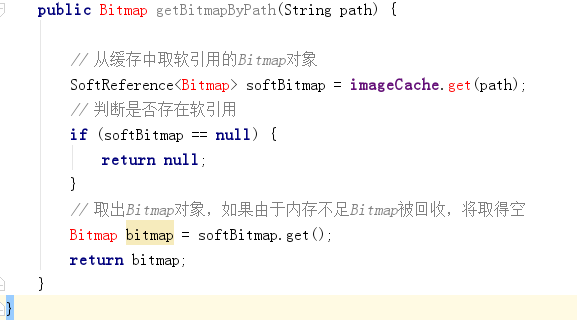 public Bitmap getBitmapByPath(String path) {
// 从缓存中取软引用的Bitmap对象
SoftReference<Bitmap> softBitmap = imageCache.get(path);
// 判断是否存在软引用
if (softBitmap == null) {
return null;
}
// 取出Bitmap对象，如果由于内存不足Bitmap被回收，将取得空
Bitmap bitmap = softBitmap.get();
return bitmap;
}
}